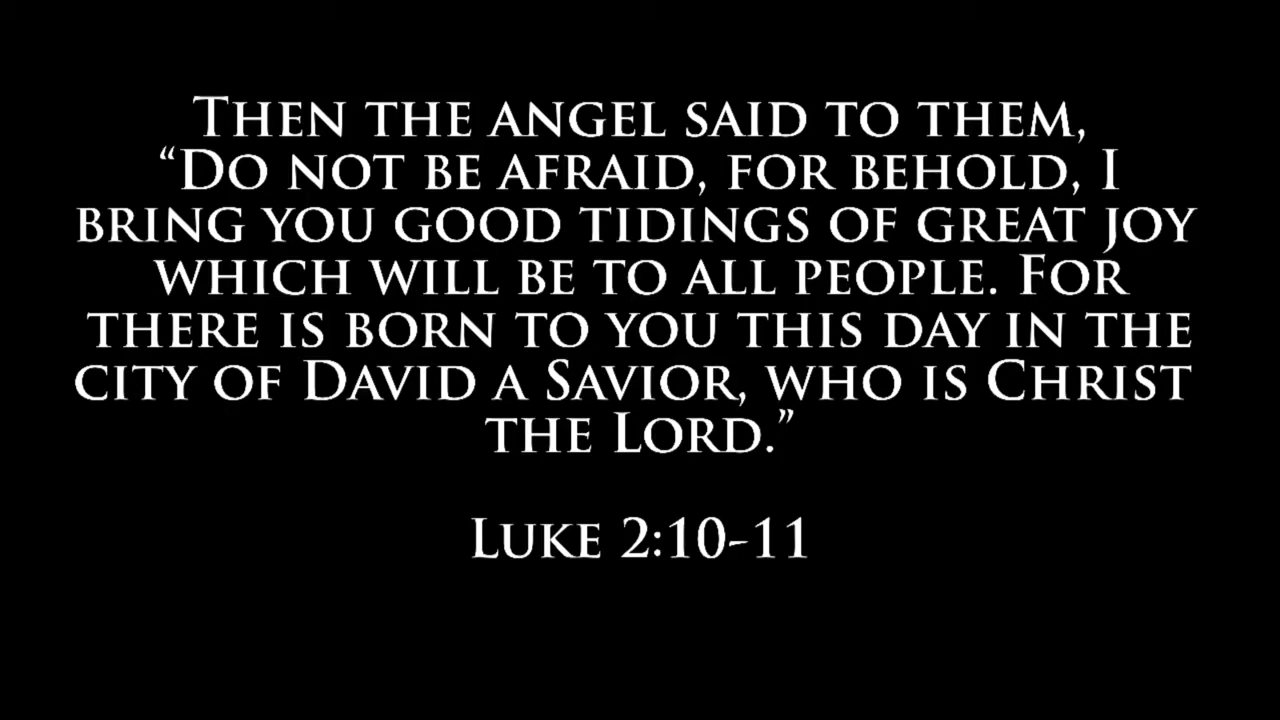 Then the angel said to them,
“Do not be afraid, for behold, I
bring you good tidings of great joy
which will be to all people. For
there is born to you this day in the
city of David a Savior, who is Christ
the Lord.”
Luke 2:10-11